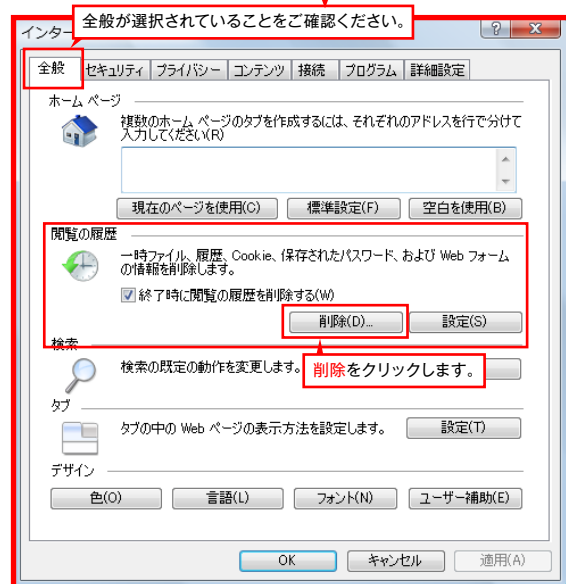 全般が選択されていることをご確認ください。
インター
全般 セキュリティ プライバシー コンテンツ 接続 プログラム 詳細設定
ホーム ページ
複数のホーム ページのタブを作成するには、それぞれのアドレスを行で分けて
入力してください(R)
現在のページを使用(C) 標準設定(F) 空白を使用(B)
閲覧の履歴
一時ファイル、履歴、Cookie、保存されたパスワード、および Web フォーム
の情報を削除します。
終了時に閲覧の履歴を削除する(W)
削除(D)... 設定(S)
検索
検索の既定の動作を変更します。
削除をクリックします。
タブ
タブの中の Web ページの表示方法を設定します。 設定(T)
デザイン
色(O) 言語(L) フォント(N) ユーザー補助(E)
OK キャンセル 適用(A)